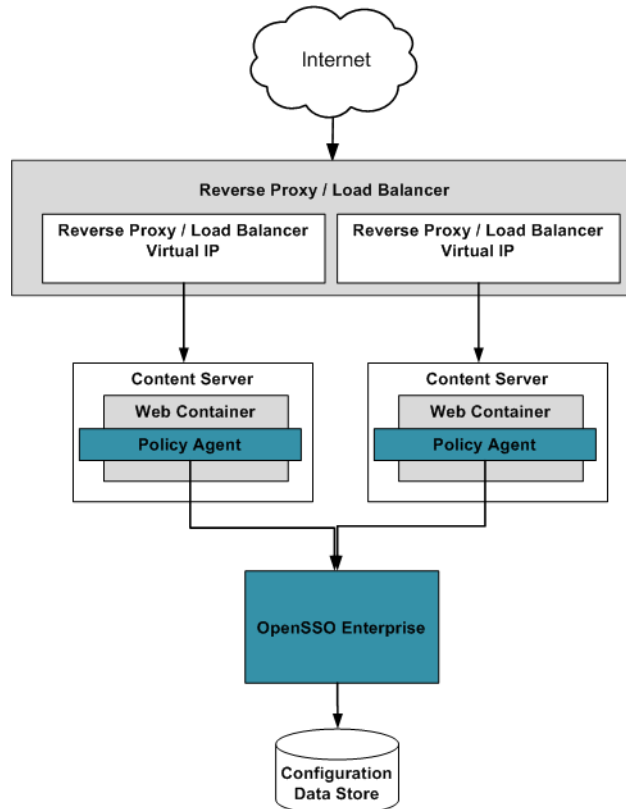 Internet
Reverse Proxy / Load Balancer
Reverse Proxy / Load Balancer
Virtual IP
Reverse Proxy / Load Balancer
Virtual IP
Content Server
Web Container
Policy Agent
Content Server
Web Container
Policy Agent
OpenSSO Enterprise
Configuration
Data Store